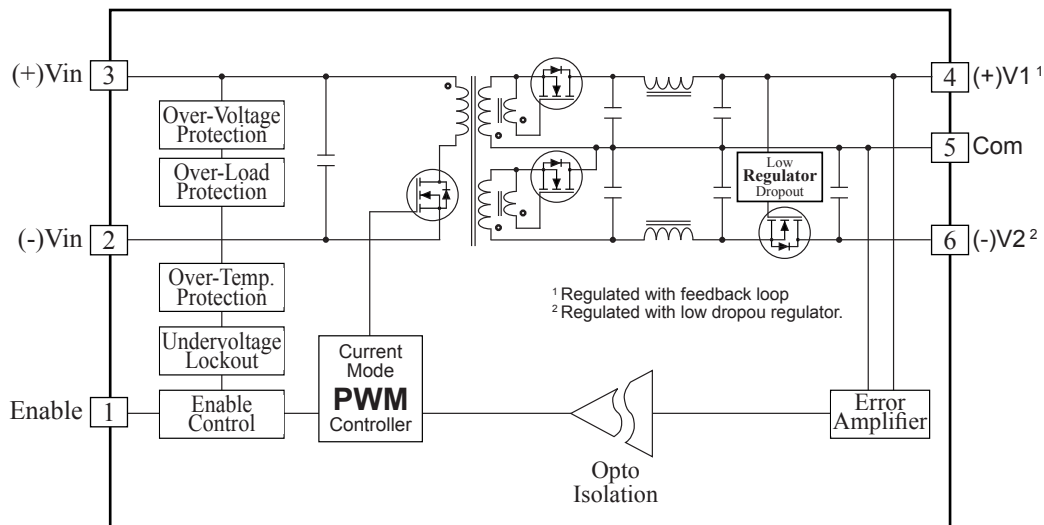 (+)Vin 3
4 (+)V1 ¹
Over-Voltage
Protection
5 Com
Over-Load
Protection
Low
Regulator
Dropout
(-)Vin 2
6 (-)V2 ²
Over-Temp.
Protection
¹ Regulated with feedback loop
² Regulated with low dropou regulator.
Undervoltage
Lockout
Current
Mode
PWM
Controller
Enable 1
Enable
Control
Error
Amplifier
Opto
Isolation